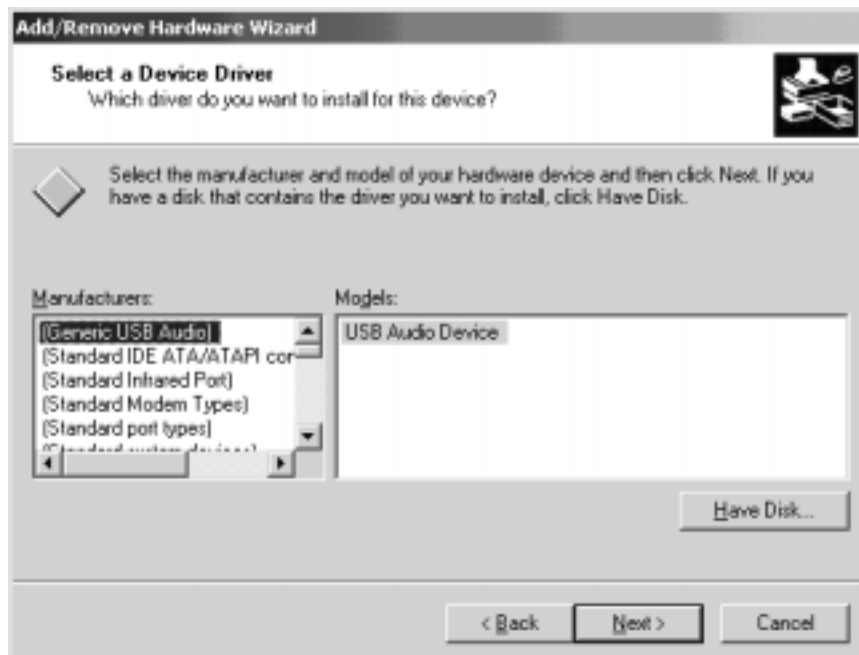 Add/Remove Hardware Wizard
Select a Device Driver
Which driver do you want to install for this device?
Select the manufacturer and model of your hardware device and then click Next. If you
have a disk that contains the driver you want to install, click Have Disk.
Manufacturers:
(Generic USB Audio)
(Standard IDE ATA/ATAPI con
(Standard Infrared Port)
(Standard Modem Types)
(Standard port types)
Models:
USB Audio Device
Have Disk...
< Back
Next >
Cancel